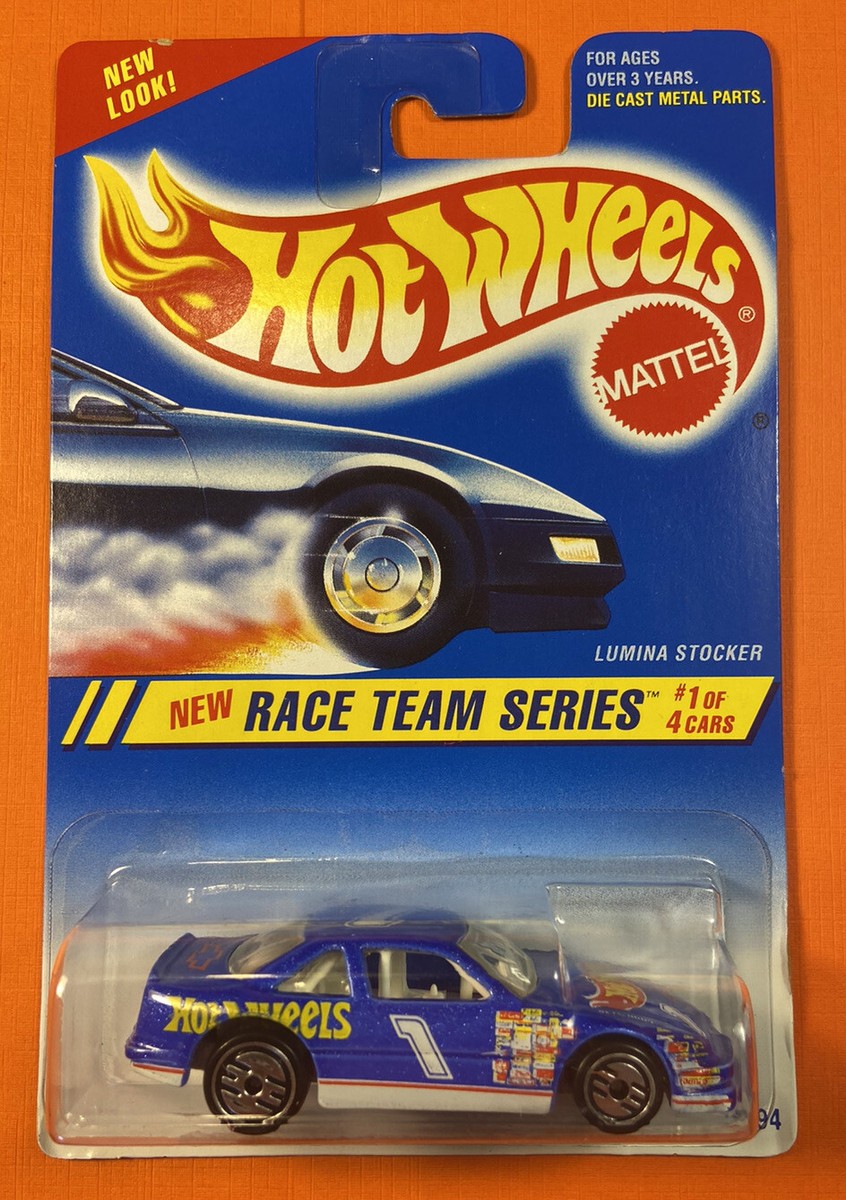 NEW
LOOK!
FOR AGES
OVER 3 YEARS.
DIE CAST METAL PARTS.
HOT WHEELS
®
MATTEL
®
LUMINA STOCKER
NEW RACE TEAM SERIES™ #1 OF
4 CARS
HOT WHEELS
1
94